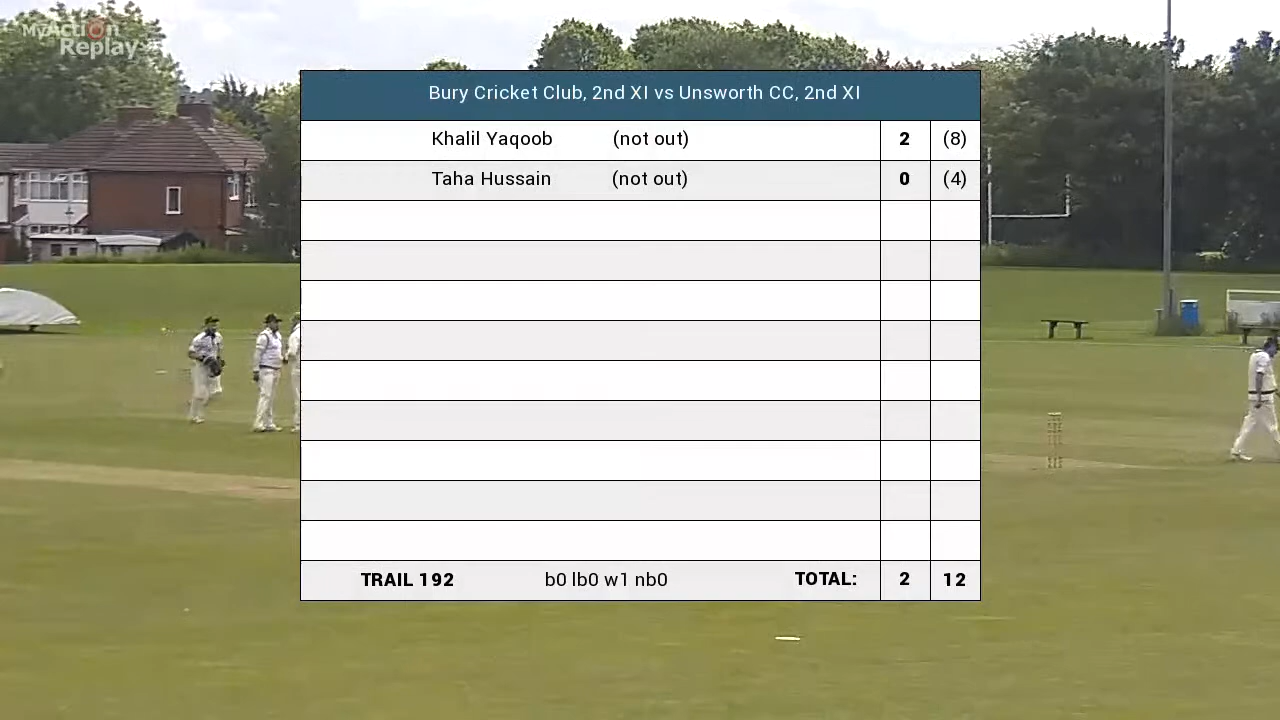 MyAction
Replay
Bury Cricket Club, 2nd XI vs Unsworth CC, 2nd XI
Khalil Yaqoob (not out) 2 (8)
Taha Hussain (not out) 0 (4)
TRAIL 192 b0 lb0 w1 nb0 TOTAL: 2 12